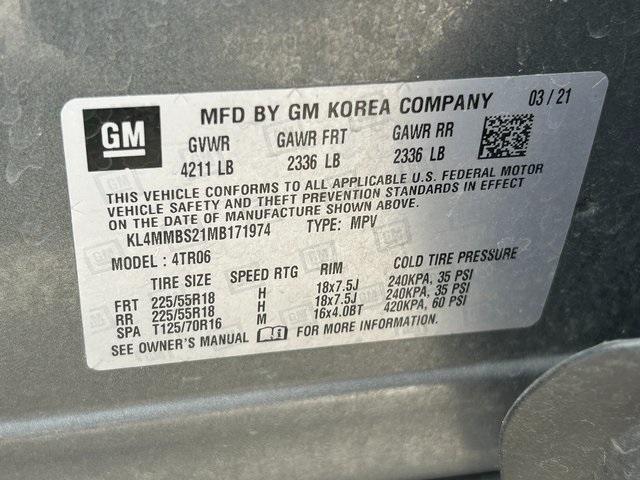 GM MFD BY GM KOREA COMPANY 03/21
GVWR GAWR FRT GAWR RR
4211 LB 2336 LB 2336 LB
THIS VEHICLE CONFORMS TO ALL APPLICABLE U.S. FEDERAL MOTOR
VEHICLE SAFETY AND THEFT PREVENTION STANDARDS IN EFFECT
ON THE DATE OF MANUFACTURE SHOWN ABOVE.
KL4MMBS21MB171974 TYPE: MPV
MODEL : 4TR06
TIRE SIZE SPEED RTG RIM COLD TIRE PRESSURE
FRT 225/55R18 H 18x7.5J 240KPA, 35 PSI
RR 225/55R18 H 18x7.5J 240KPA, 35 PSI
SPA T125/70R16 M 16x4.0BT 420KPA, 60 PSI
SEE OWNER'S MANUAL FOR MORE INFORMATION.